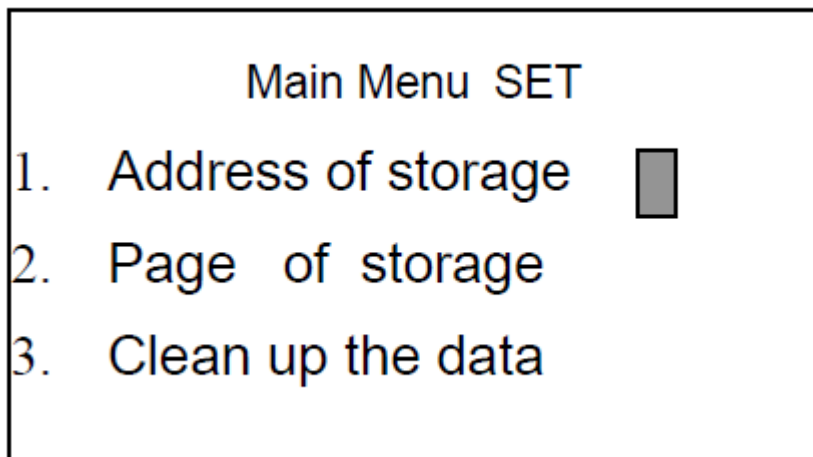 Main Menu SET
1. Address of storage
2. Page of storage
3. Clean up the data